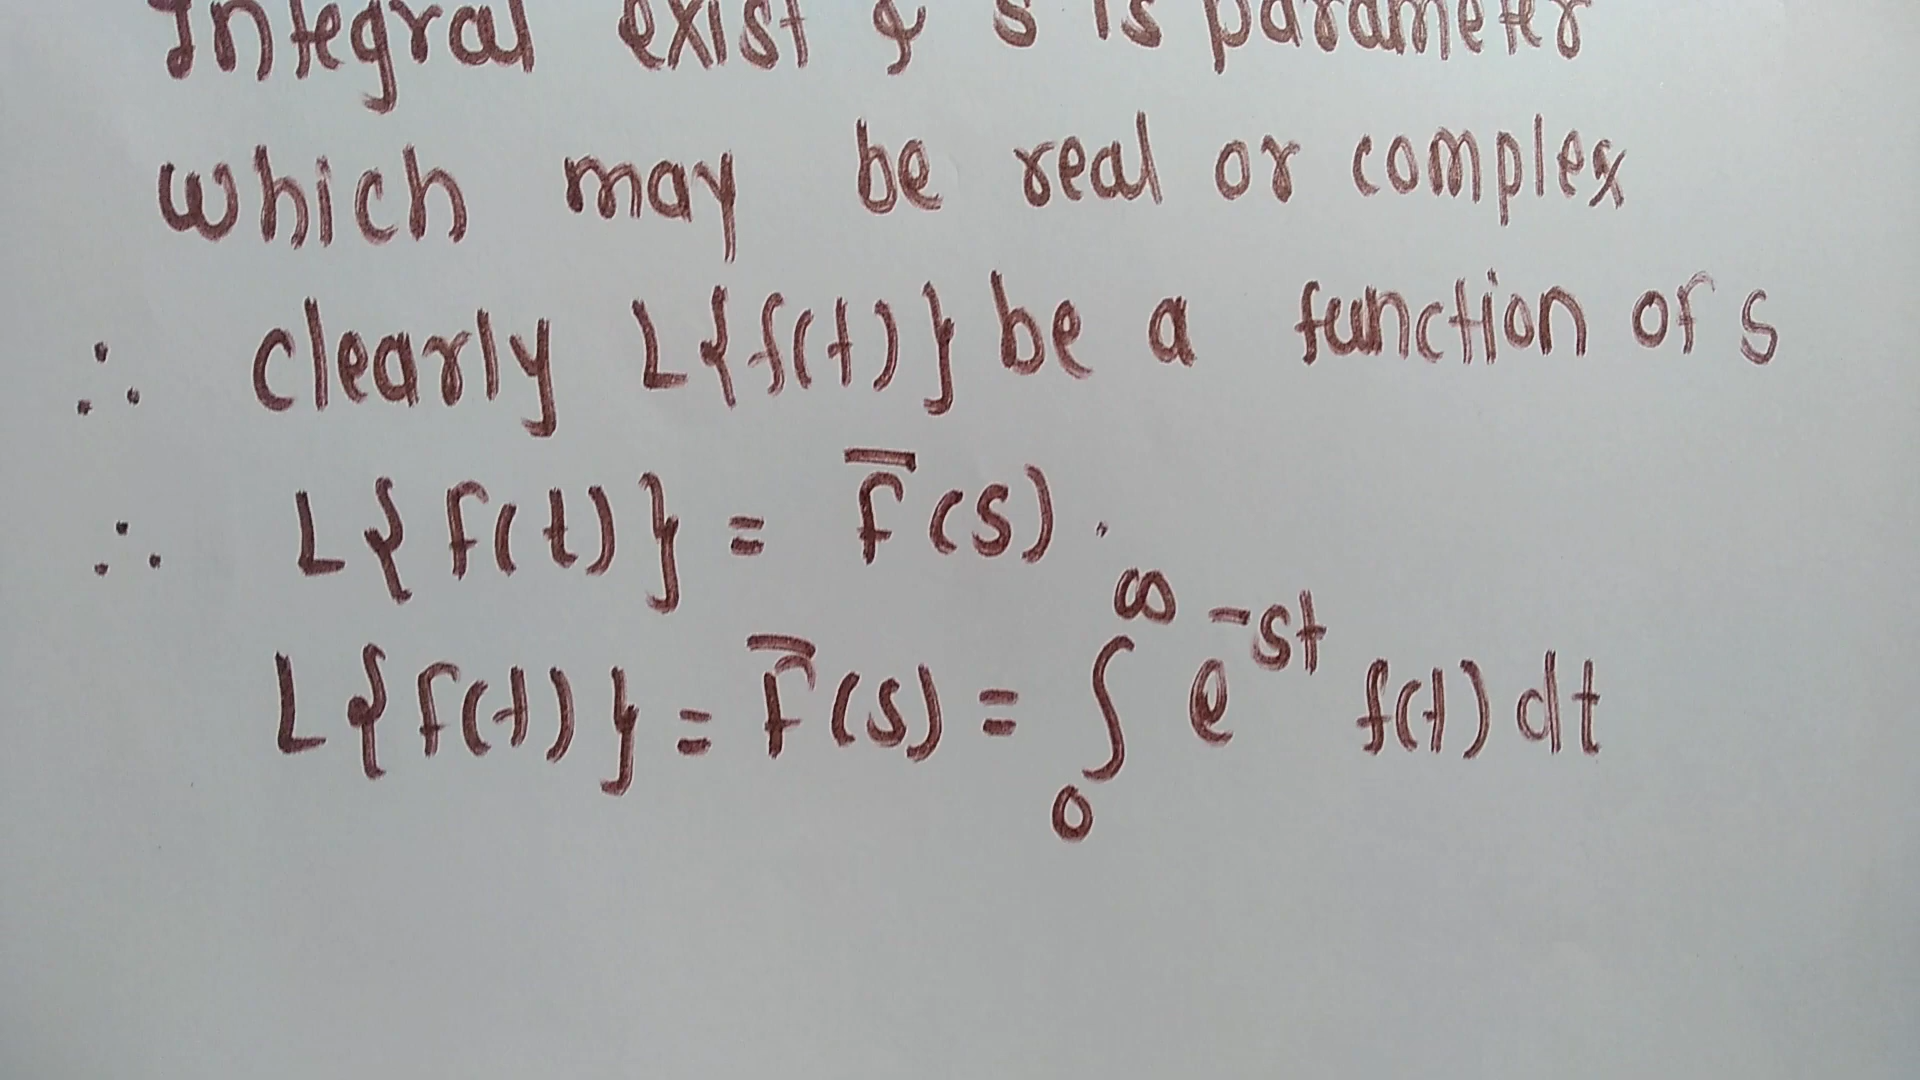 Integral exist & s is parameter
which may be real or complex
∴ clearly L{f(t)} be a function of s
∴ L{f(t)} = f̅(s).
L{f(t)} = f̅(s) = ∫₀^∞ e^-st f(t) dt